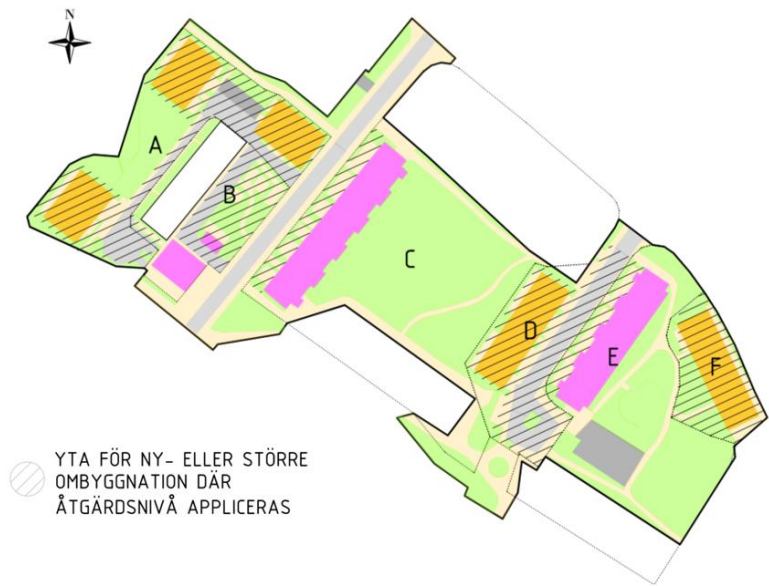 N
A
B
C
D
E
F
YTA FÖR NY- ELLER STÖRRE
OMBYGGNATION DÄR
ÅTGÄRDSNIVÅ APPLICERAS